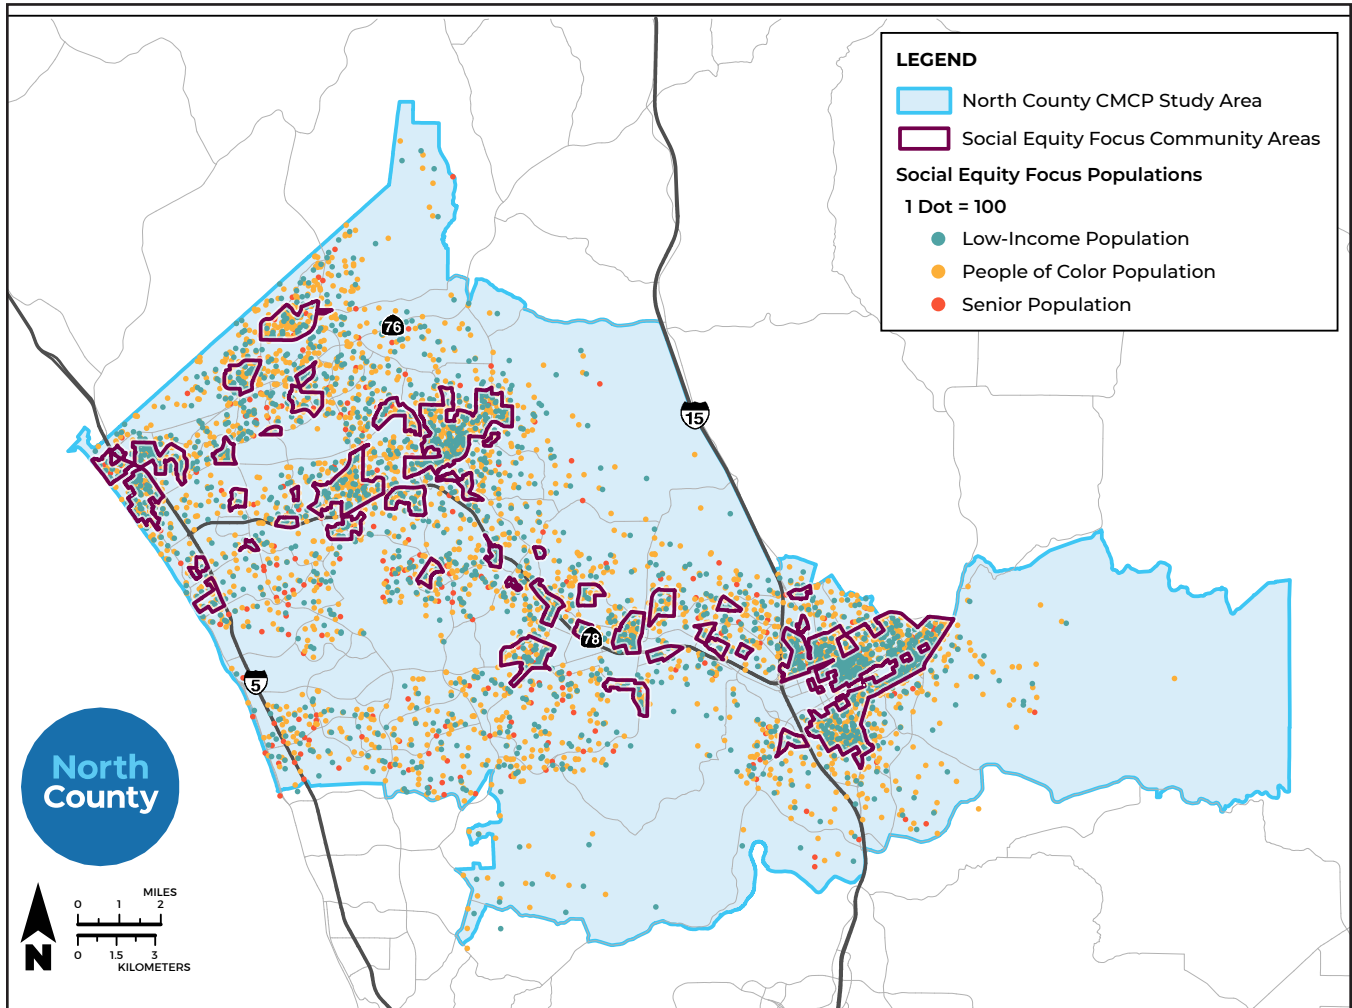 LEGEND
North County CMCP Study Area
Social Equity Focus Community Areas
Social Equity Focus Populations
1 Dot = 100
Low-Income Population
People of Color Population
Senior Population
76
15
78
5
North
County
MILES
0 1 2
0 1.5 3
KILOMETERS
N